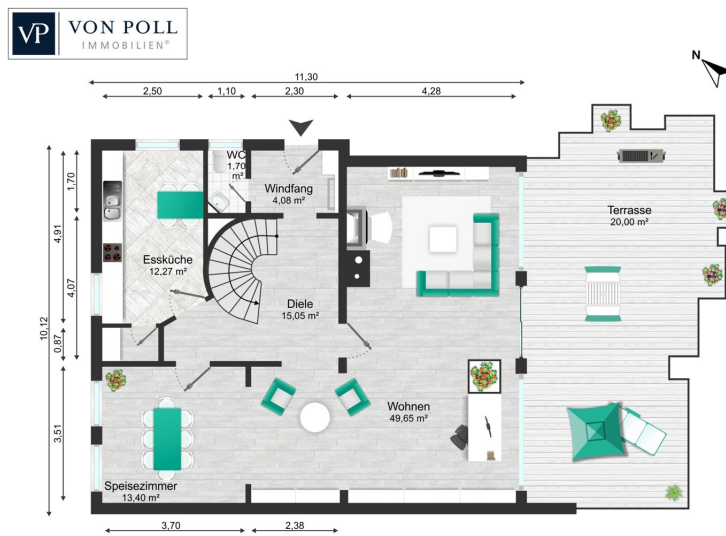 VP VON POLL
IMMOBILIEN®
N
11,30
2,50 1,10 2,30 4,28
WC
1,70
m²
Windfang
4,08 m²
Terrasse
20,00 m²
Essküche
12,27 m²
Diele
15,05 m²
Wohnen
49,65 m²
Speisezimmer
13,40 m²
10,12
4,91
1,70
4,07
0,87
3,51
3,70 2,38